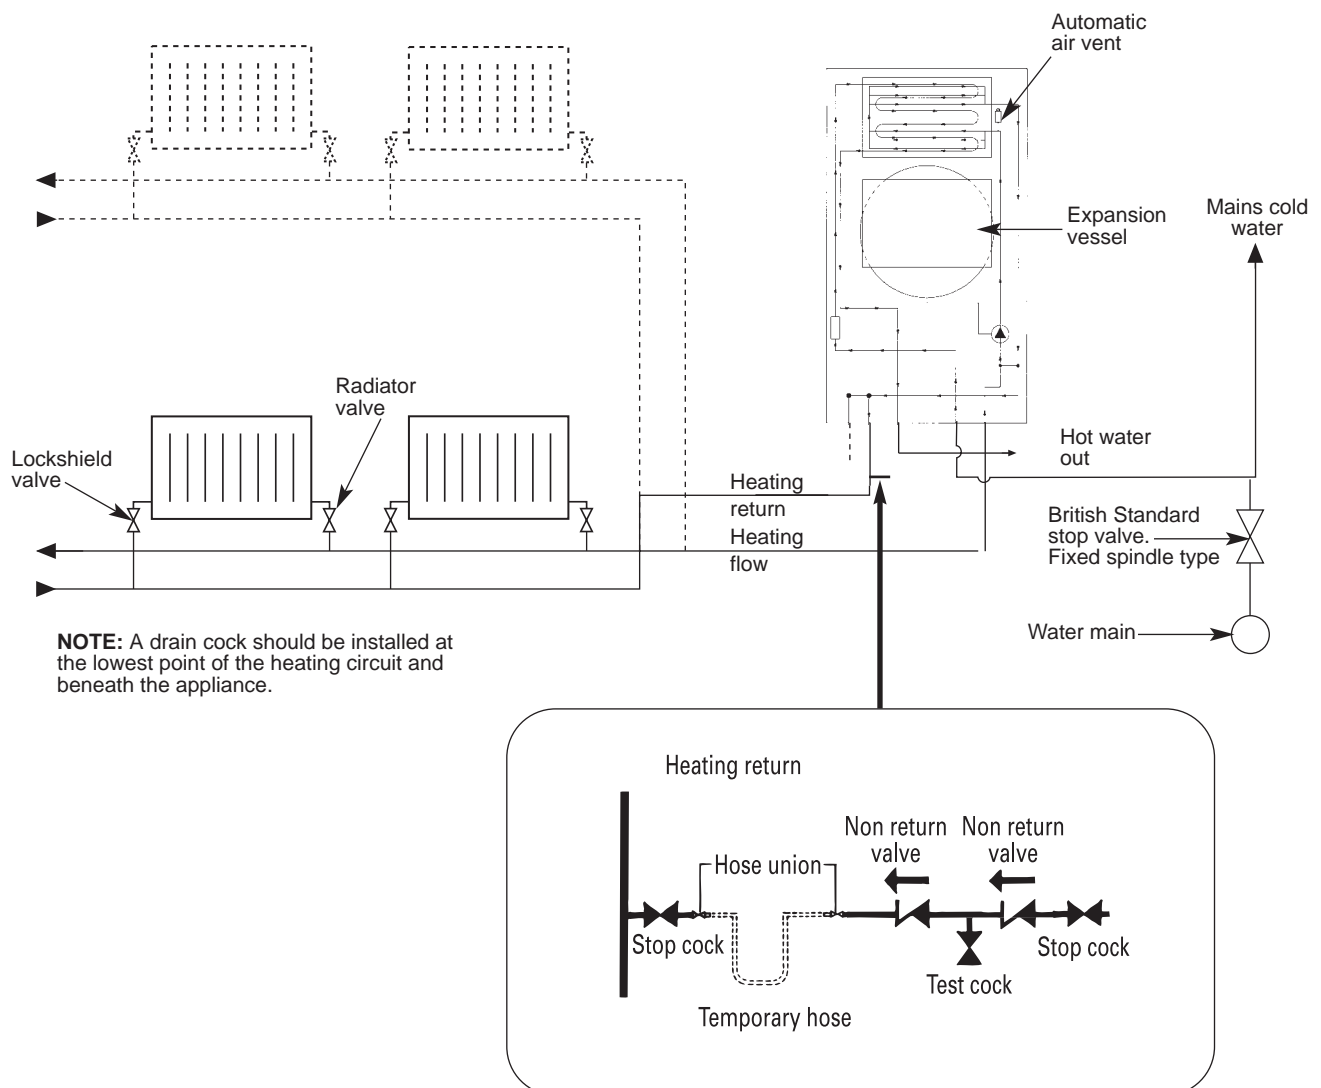 Automatic
air vent
Expansion
vessel
Mains cold
water
Radiator
valve
Lockshield
valve
Hot water
out
Heating
return
Heating
flow
British Standard
stop valve.
Fixed spindle type
Water main
NOTE: A drain cock should be installed at
the lowest point of the heating circuit and
beneath the appliance.
Heating return
Non return
valve
Non return
valve
Hose union
Stop cock
Stop cock
Test cock
Temporary hose